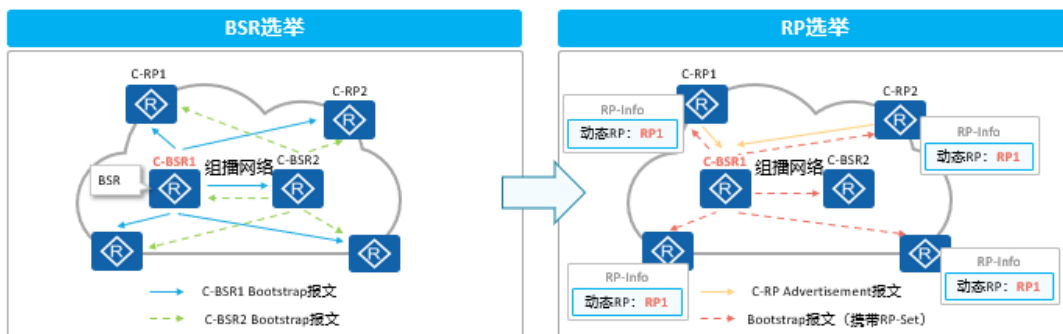 BSR选举
C-RP1
C-RP2
C-BSR1
组播网络
C-BSR2
BSR
R
R
R
R
R
R
C-BSR1 Bootstrap报文
C-BSR2 Bootstrap报文
RP选举
C-RP1
C-RP2
RP-Info
动态RP：RP1
RP-Info
动态RP：RP1
C-BSR1
组播网络
C-BSR2
R
R
R
R
R
R
RP-Info
动态RP：RP1
RP-Info
动态RP：RP1
C-RP Advertisement报文
Bootstrap报文（携带RP-Set）